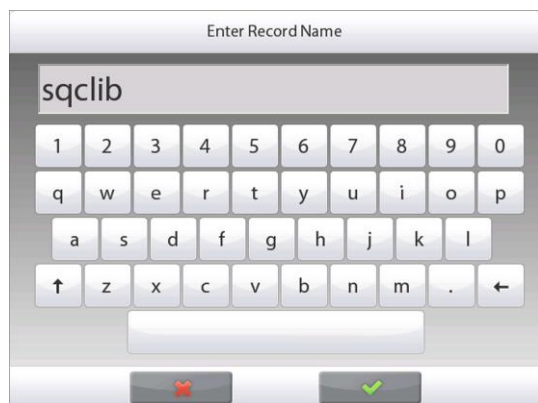 Enter Record Name
sqclib
1 2 3 4 5 6 7 8 9 0
q w e r t y u i o p
a s d f g h j k l
↑ z x c v b n m . ←